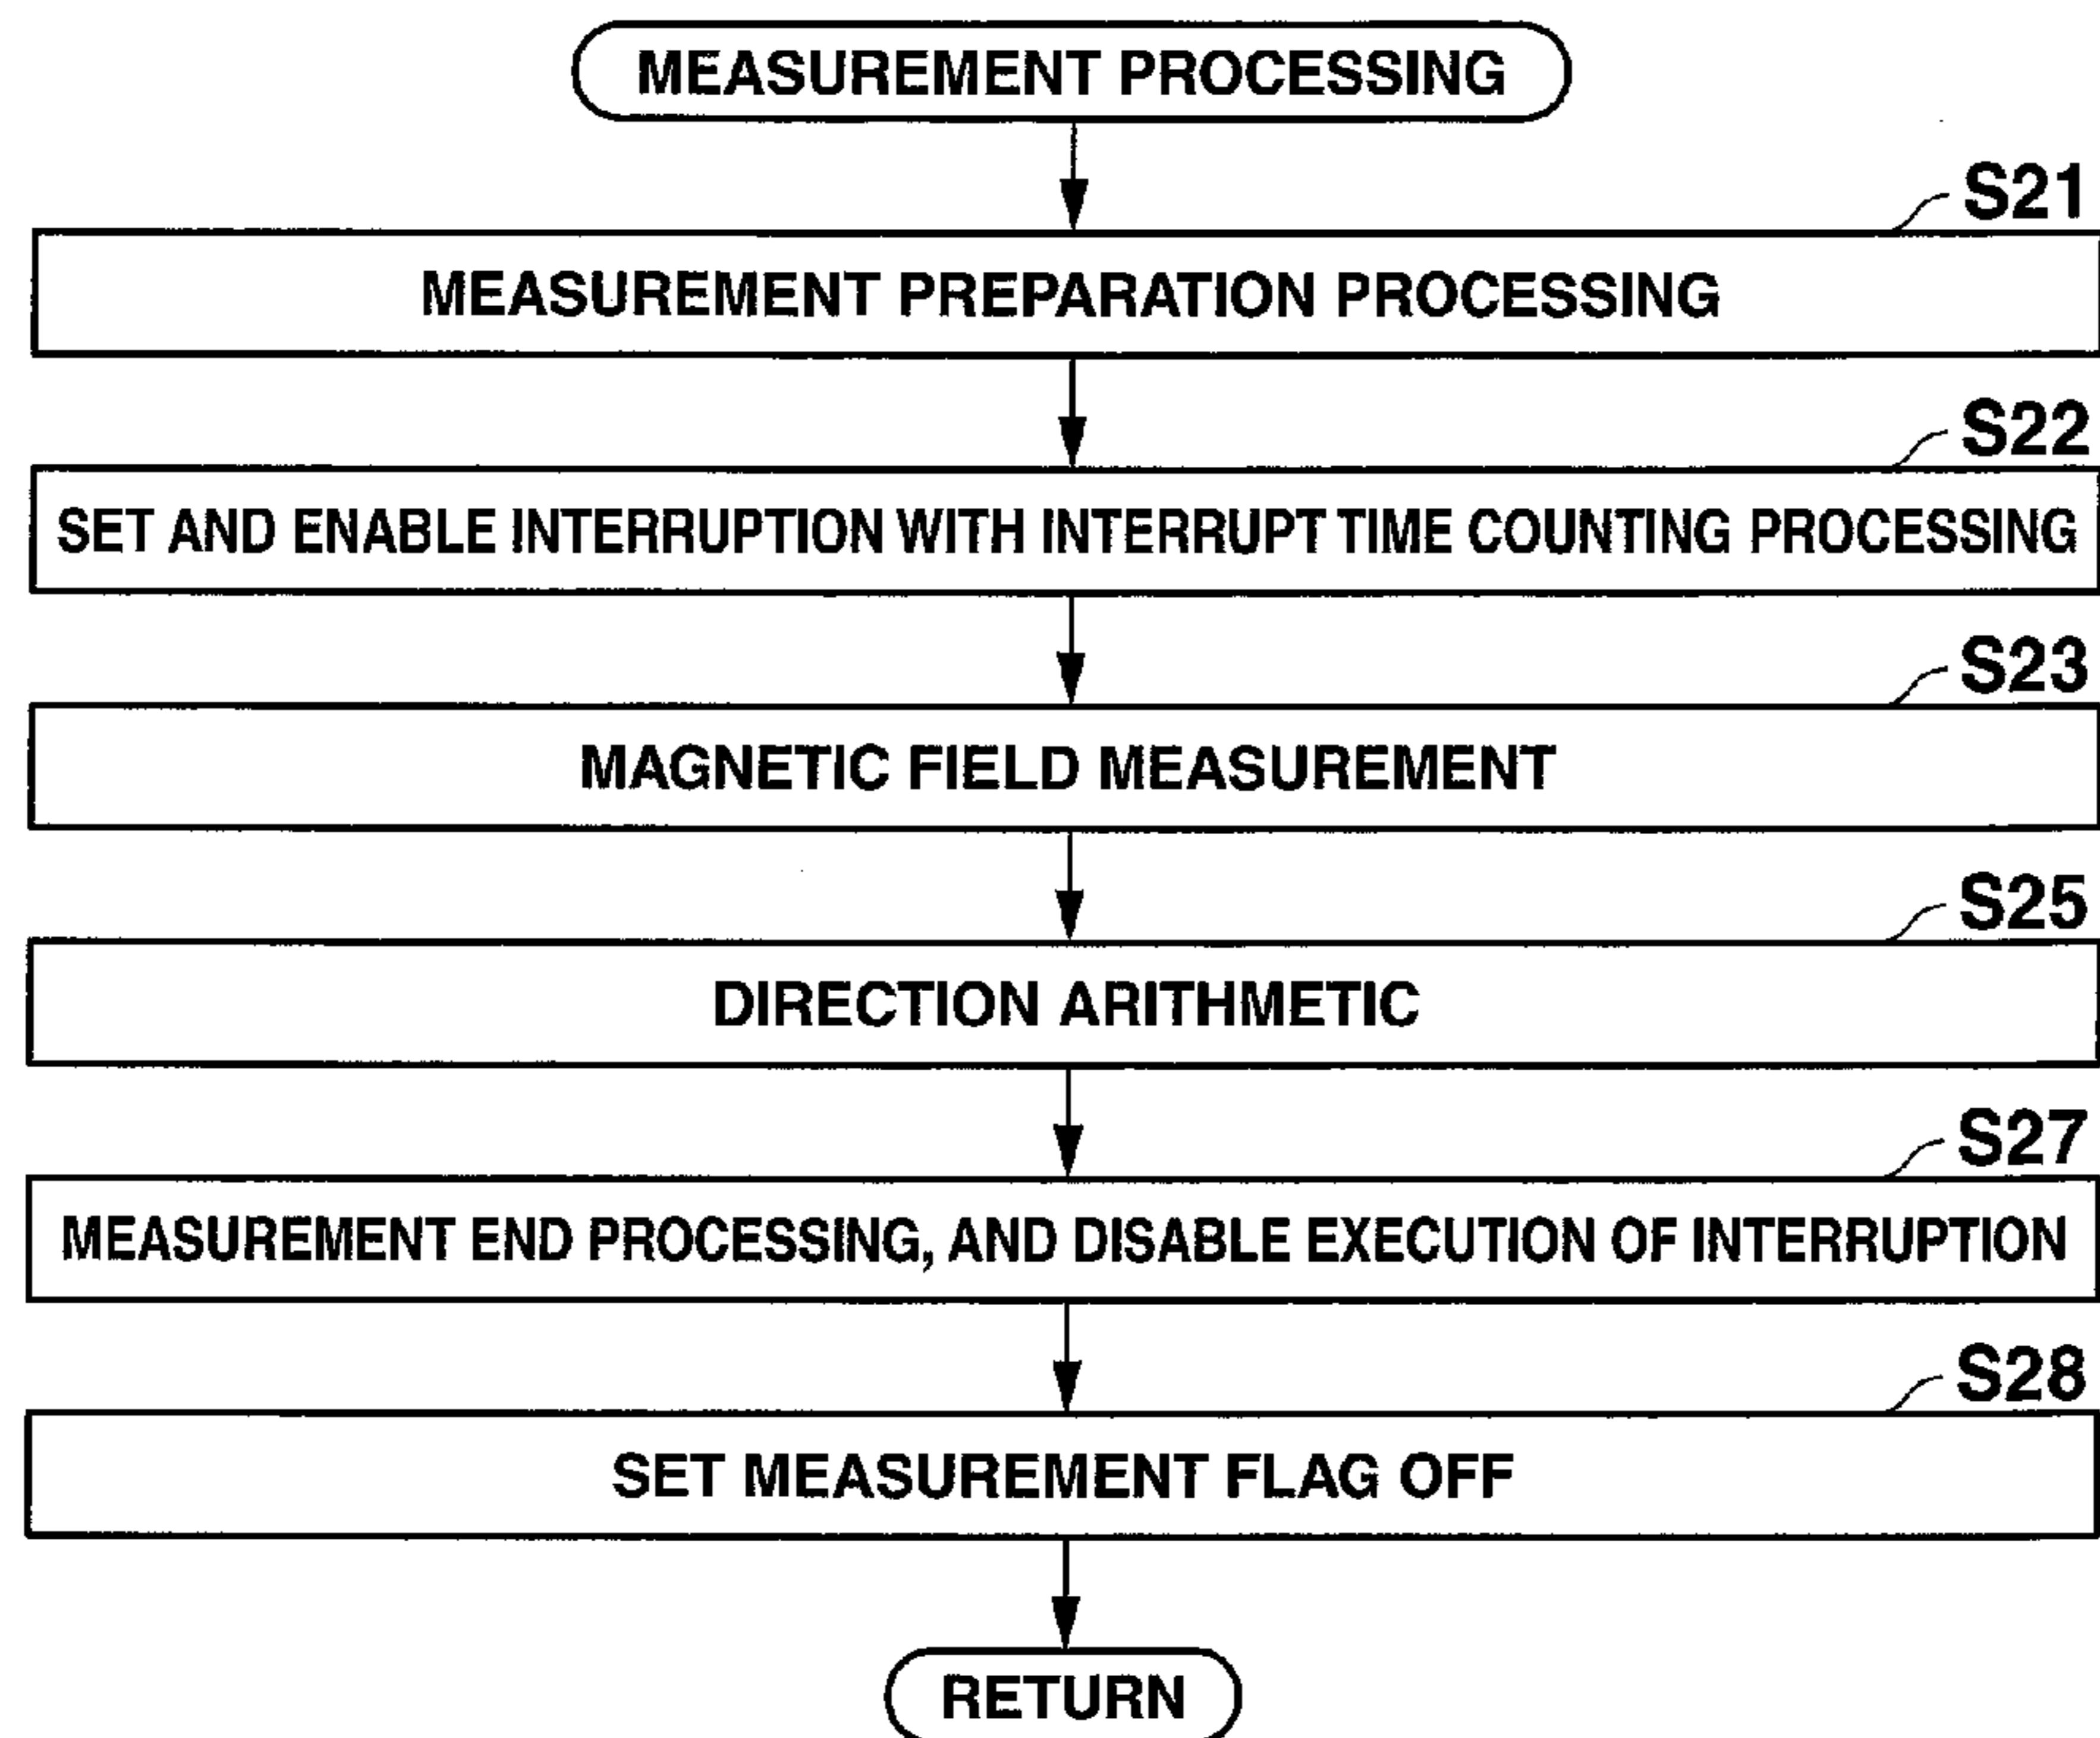 MEASUREMENT PROCESSING
S21
MEASUREMENT PREPARATION PROCESSING
S22
SET AND ENABLE INTERRUPTION WITH INTERRUPT TIME COUNTING PROCESSING
S23
MAGNETIC FIELD MEASUREMENT
S25
DIRECTION ARITHMETIC
S27
MEASUREMENT END PROCESSING, AND DISABLE EXECUTION OF INTERRUPTION
S28
SET MEASUREMENT FLAG OFF
RETURN